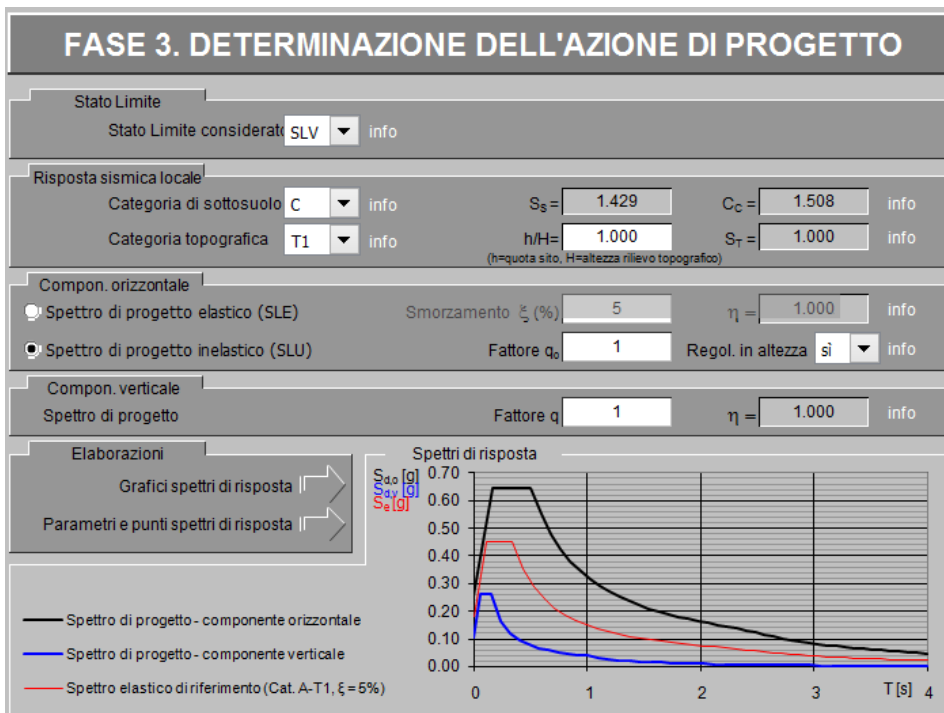 FASE 3. DETERMINAZIONE DELL'AZIONE DI PROGETTO
Stato Limite
Stato Limite considerato SLV info
Risposta sismica locale
Categoria di sottosuolo C info Sₛ = 1.429 C_C = 1.508 info
Categoria topografica T1 info h/H= 1.000 S_T = 1.000 info
(h=quota sito, H=altezza rilievo topografico)
Compon. orizzontale
Spettro di progetto elastico (SLE) Smorzamento ξ (%) 5 η = 1.000 info
Spettro di progetto inelastico (SLU) Fattore q₀ 1 Regol. in altezza sì info
Compon. verticale
Spettro di progetto Fattore q 1 η = 1.000 info
Elaborazioni
Grafici spettri di risposta
Parametri e punti spettri di risposta
Spettri di risposta
S_d,o [g]
S_d,v [g]
S_e [g]
0.70
0.60
0.50
0.40
0.30
0.20
0.10
0.00
0 1 2 3 T [s] 4
Spettro di progetto - componente orizzontale
Spettro di progetto - componente verticale
Spettro elastico di riferimento (Cat. A-T1, ξ = 5%)